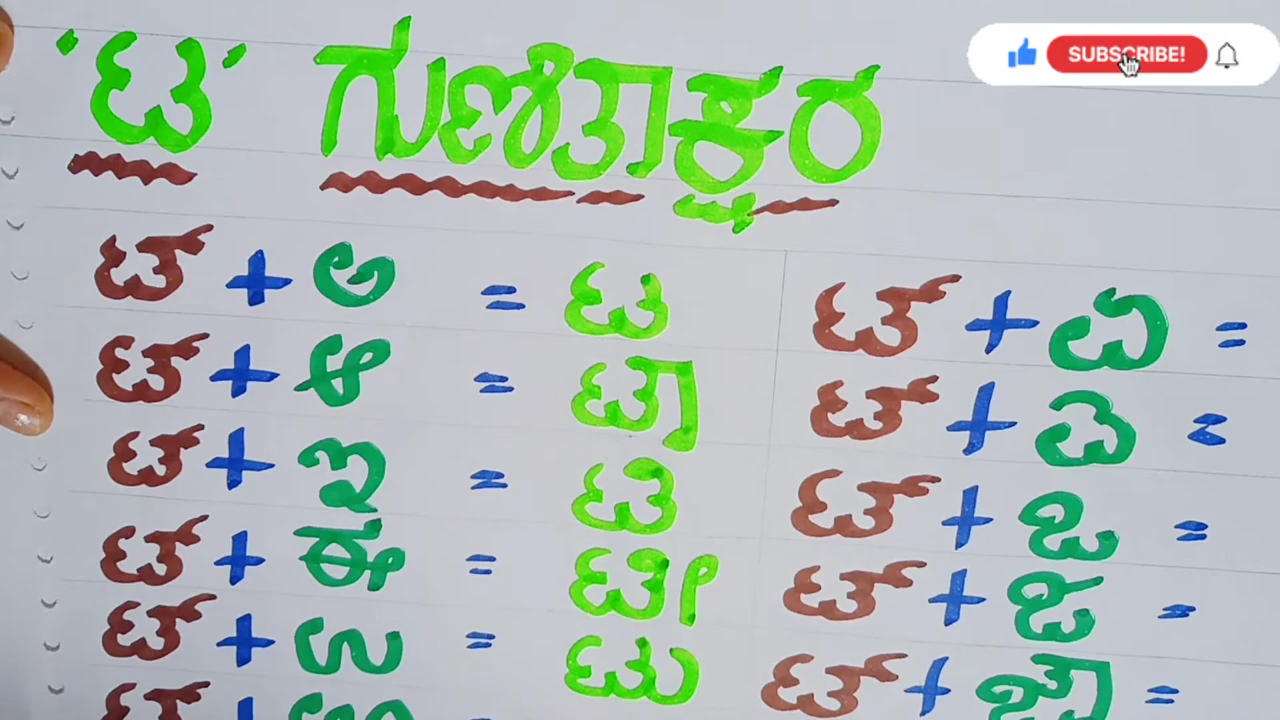 'ಟ' ಗುಣಿತಾಕ್ಷರ
SUBSCRIBE!
ಟ್ + ಅ = ಟ
ಟ್ + ಆ = ಟಾ
ಟ್ + ಇ = ಟಿ
ಟ್ + ಈ = ಟೀ
ಟ್ + ಉ = ಟು
ಟ್ + ಏ =
ಟ್ + ಐ =
ಟ್ + ಒ =
ಟ್ + ಓ =
ಟ್ + ಔ =